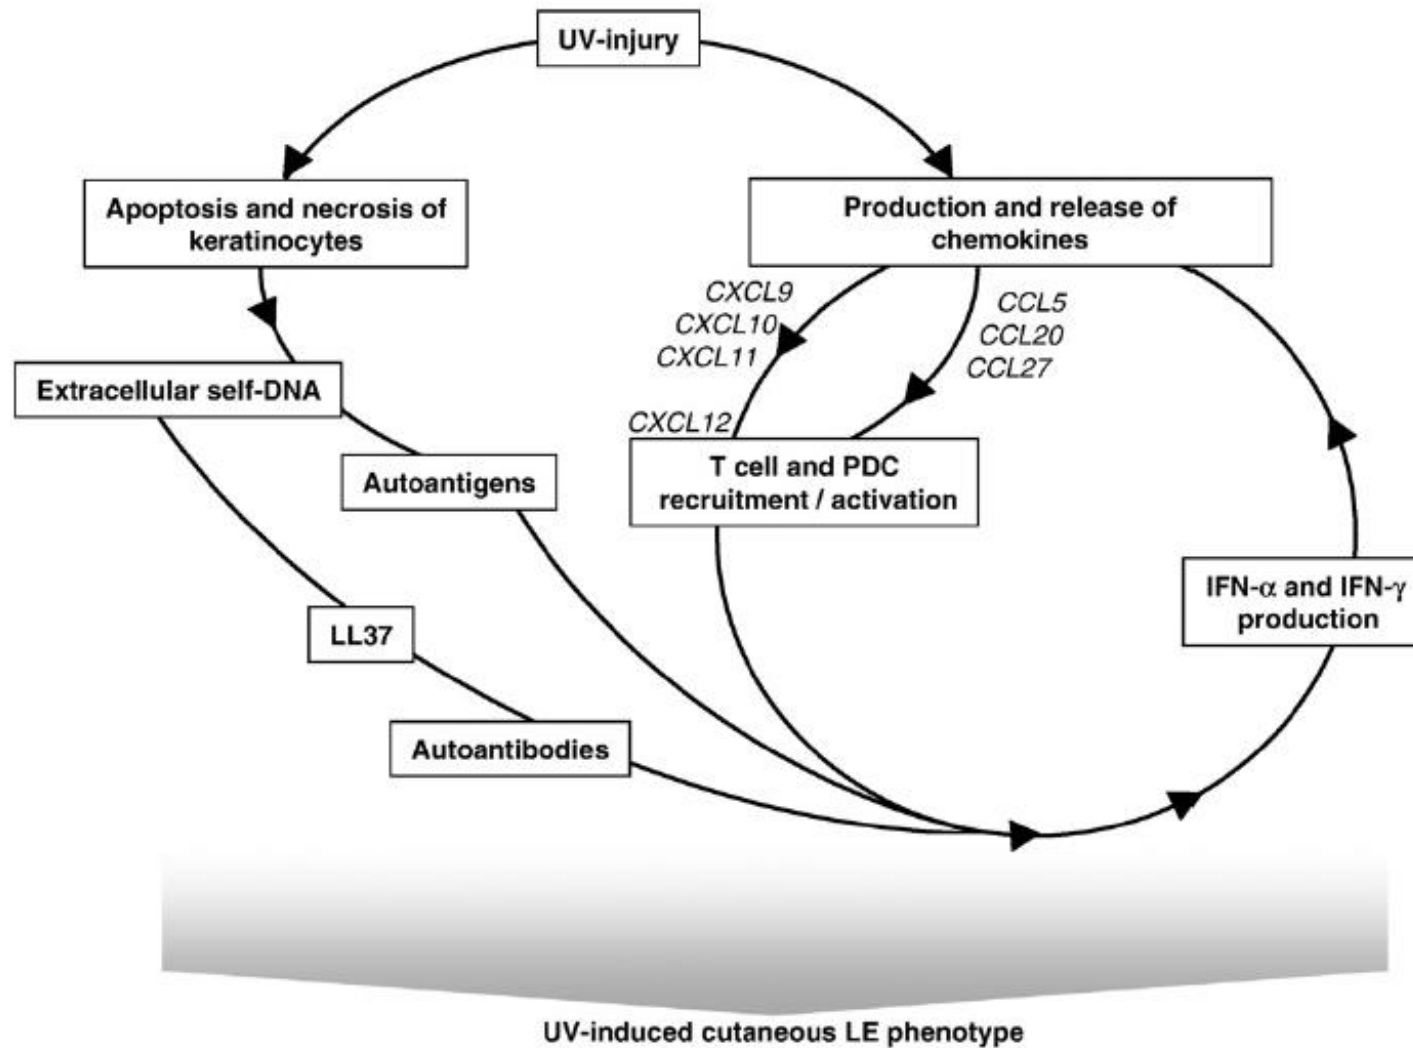 UV-injury
Apoptosis and necrosis of
keratinocytes
Production and release of
chemokines
CXCL9
CXCL10
CXCL11
CCL5
CCL20
CCL27
Extracellular self-DNA
CXCL12
T cell and PDC
recruitment / activation
Autoantigens
IFN-α and IFN-γ
production
LL37
Autoantibodies
UV-induced cutaneous LE phenotype